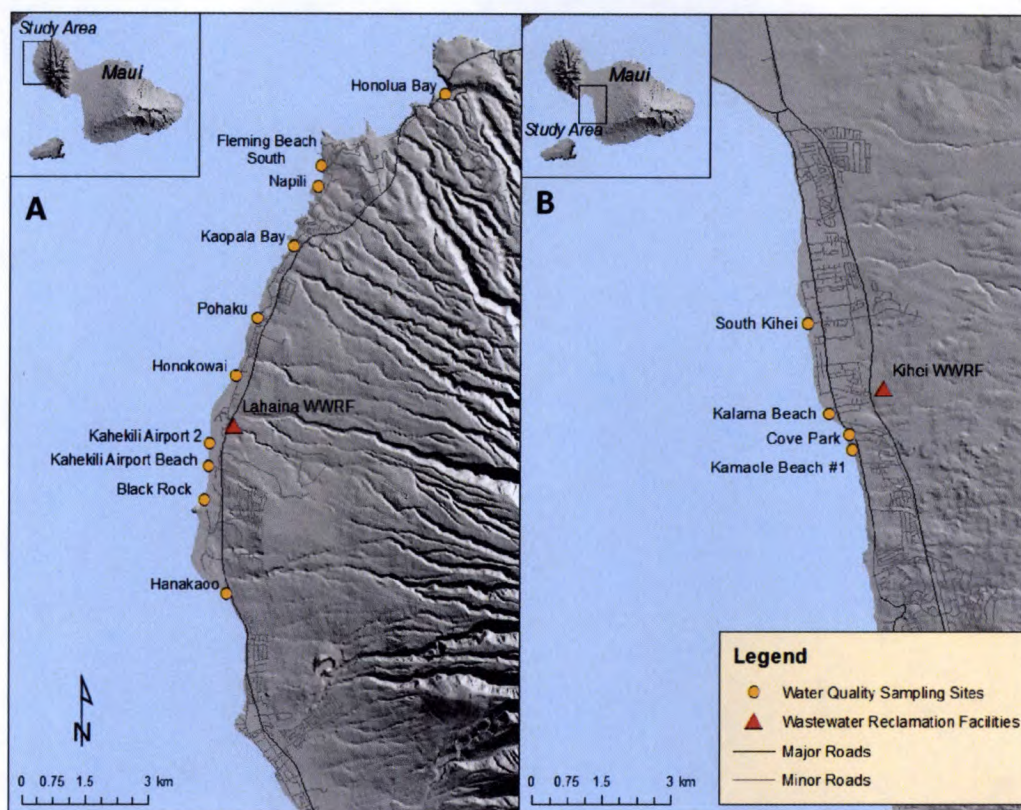 Study Area
Maui
A
Honolua Bay
Fleming Beach
South
Napili
Kaopala Bay
Pohaku
Honokowai
Lahaina WWRF
Kahekili Airport 2
Kahekili Airport Beach
Black Rock
Hanakaoo
N
0 0.75 1.5 3 km
Maui
Study Area
B
South Kihei
Kihei WWRF
Kalama Beach
Cove Park
Kamaole Beach #1
Legend
Water Quality Sampling Sites
Wastewater Reclamation Facilities
Major Roads
Minor Roads
0 0.75 1.5 3 km